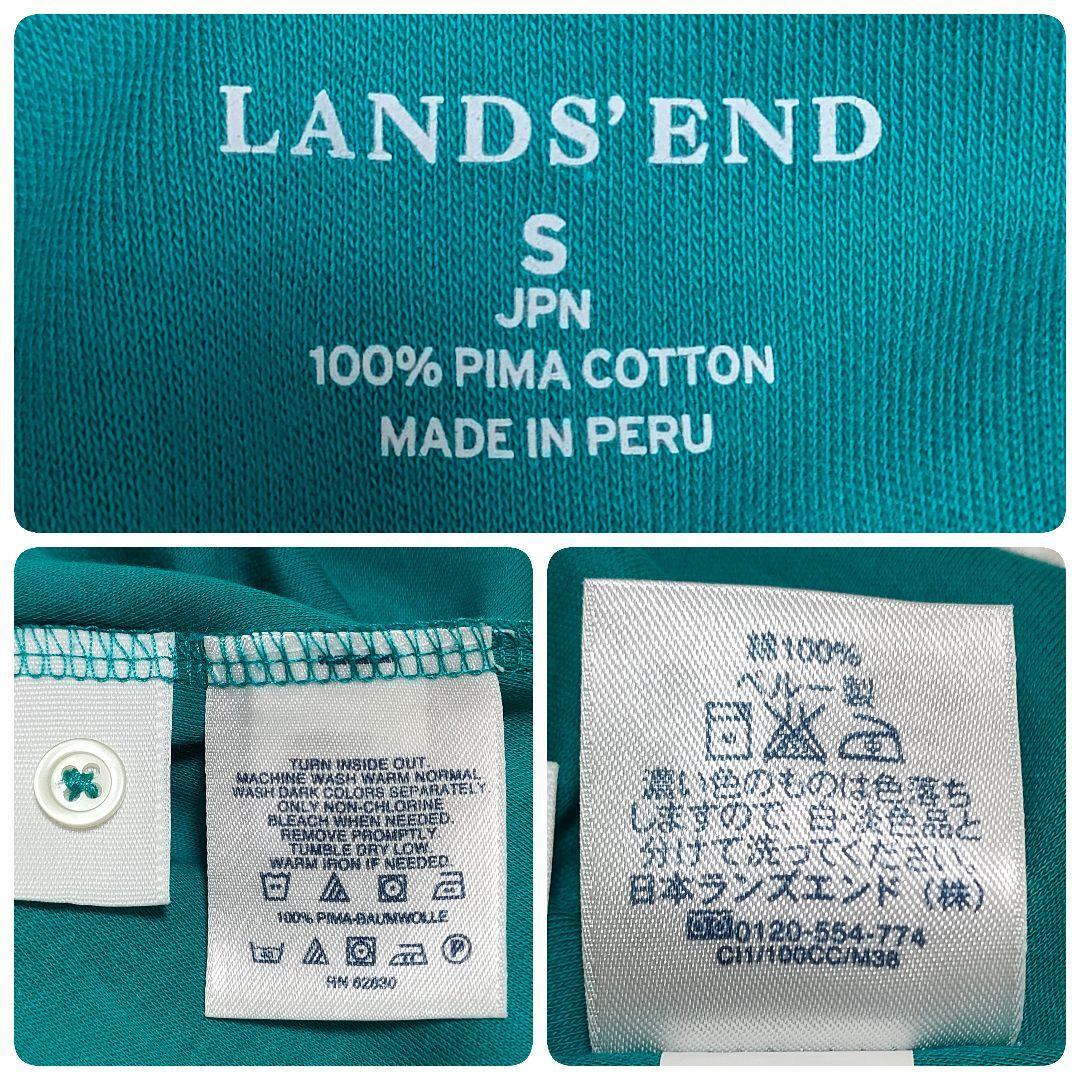 LANDS' END
S
JPN
100% PIMA COTTON
MADE IN PERU
TURN INSIDE OUT.
MACHINE WASH WARM NORMAL.
WASH DARK COLORS SEPARATELY
ONLY NON-CHLORINE
BLEACH WHEN NEEDED.
REMOVE PROMPTLY
TUMBLE DRY LOW
WARM IRON IF NEEDED.
100% PIMA-BAUMWOLLE
RN 62830
綿100%
ペルー製
濃い色のものは色落ち
しますので、白・淡色品と
分けて洗ってください。
日本ランズエンド(株)
0120-554-774
CI1/100CC/M38